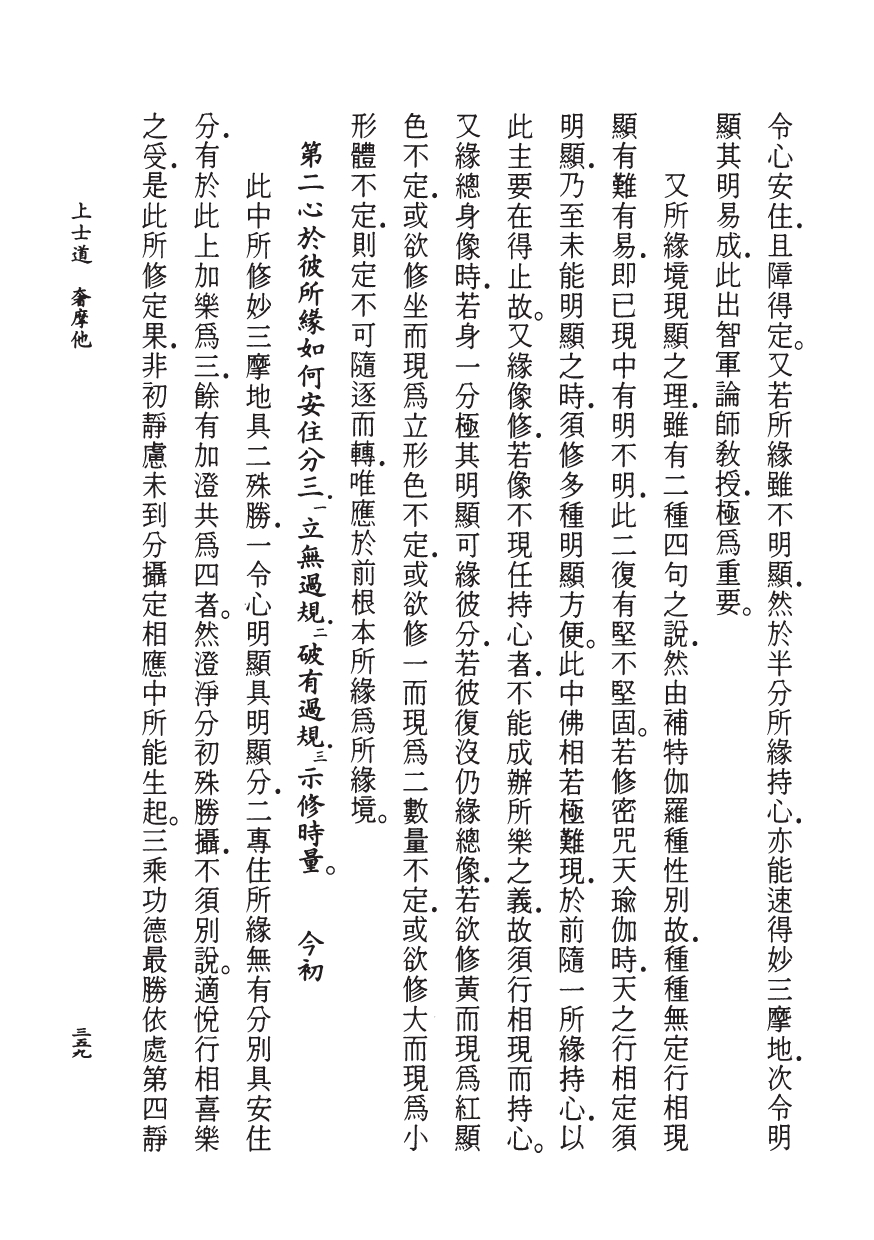 令心安住．且障得定。又若所緣雖不明顯．然於半分所緣持心．亦能速得妙三摩地．次令明
顯其明易成．此出智軍論師敎授．極爲重要。
又所緣境現顯之理．雖有二種四句之說．然由補特伽羅種性別故．種種無定行相現
顯有難有易．即已現中有明不明．此二復有堅不堅固。若修密咒天瑜伽時．天之行相定須
明顯．乃至未能明顯之時．須修多種明顯方便。此中佛相若極難現．於前隨一所緣持心．以
此主要在得止故。又緣像修．若像不現任持心者．不能成辦所樂之義．故須行相現而持心。
又緣總身像時．若身一分極其明顯可緣彼分．若彼復沒仍緣總像．若欲修黃而現爲紅顯
色不定．或欲修坐而現爲立形色不定．或欲修一而現爲二數量不定．或欲修大而現爲小
形體不定．則定不可隨逐而轉．唯應於前根本所緣爲所緣境。
第二心於彼所緣如何安住分三．一立無過規．二破有過規．三示修時量。　今初
此中所修妙三摩地具二殊勝．一令心明顯具明顯分．二專住所緣無有分別具安住
分．有於此上加樂爲三．餘有加澄共爲四者。然澄淨分初殊勝攝．不須別說。適悅行相喜樂
之受．是此所修定果．非初靜慮未到分攝定相應中所能生起。三乘功德最勝依處第四靜
上士道　奢摩他
三五九